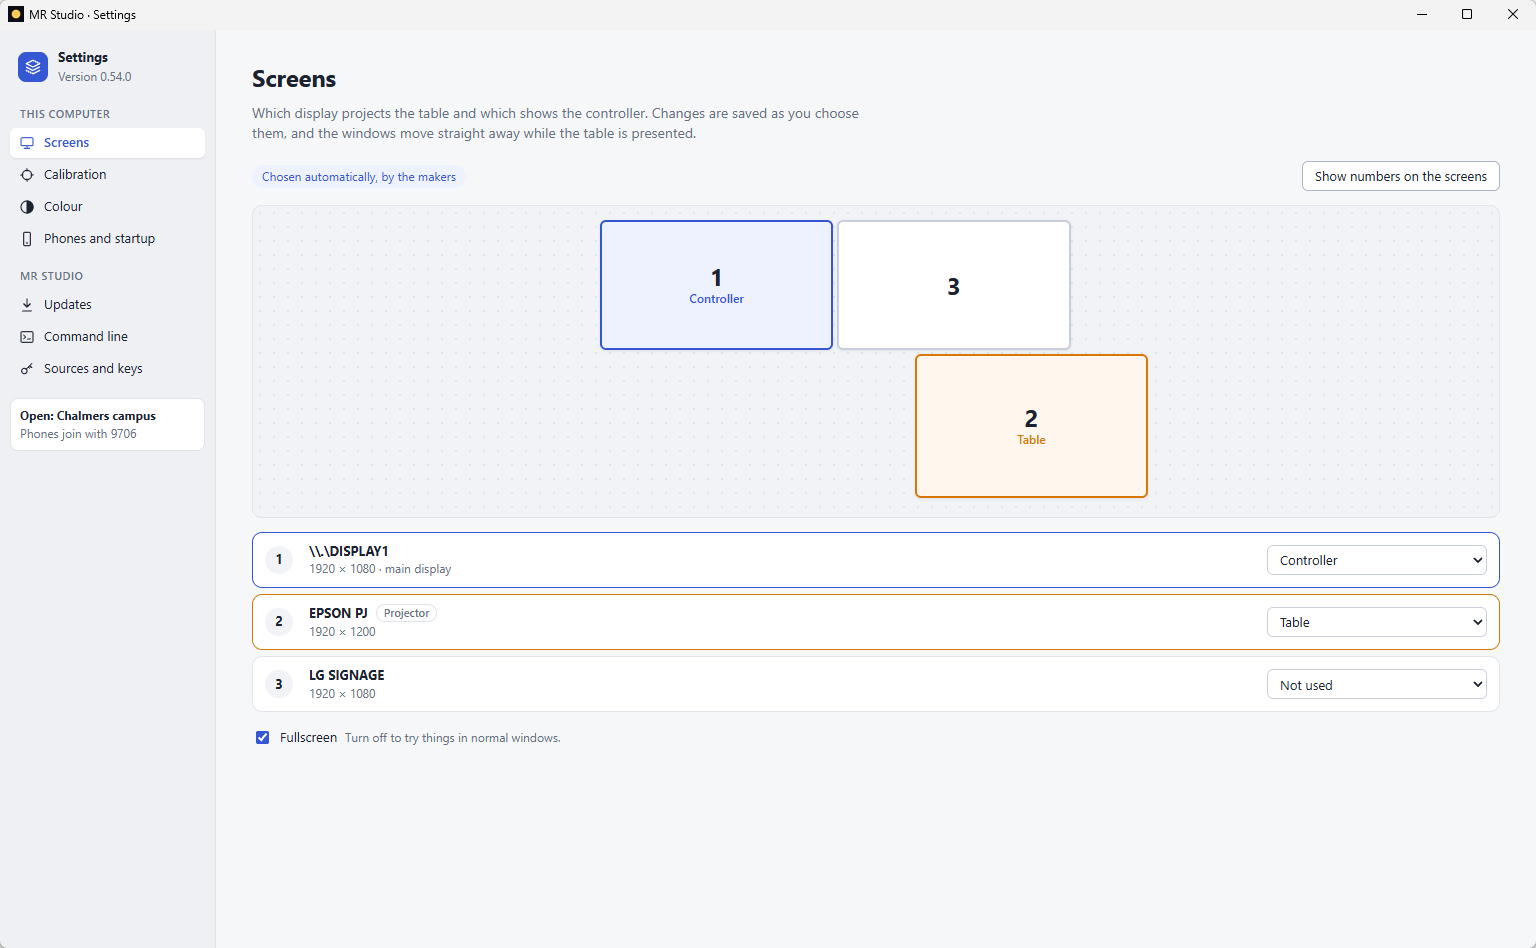 MR Studio · Settings
Settings
Version 0.54.0
THIS COMPUTER
Screens
Calibration
Colour
Phones and startup
MR STUDIO
Updates
Command line
Sources and keys
Open: Chalmers campus
Phones join with 9706
Screens
Which display projects the table and which shows the controller. Changes are saved as you choose
them, and the windows move straight away while the table is presented.
Chosen automatically, by the makers
Show numbers on the screens
1
Controller
3
2
Table
1
\\.\DISPLAY1
1920 × 1080 · main display
Controller
2
EPSON PJ Projector
1920 × 1200
Table
3
LG SIGNAGE
1920 × 1080
Not used
Fullscreen Turn off to try things in normal windows.